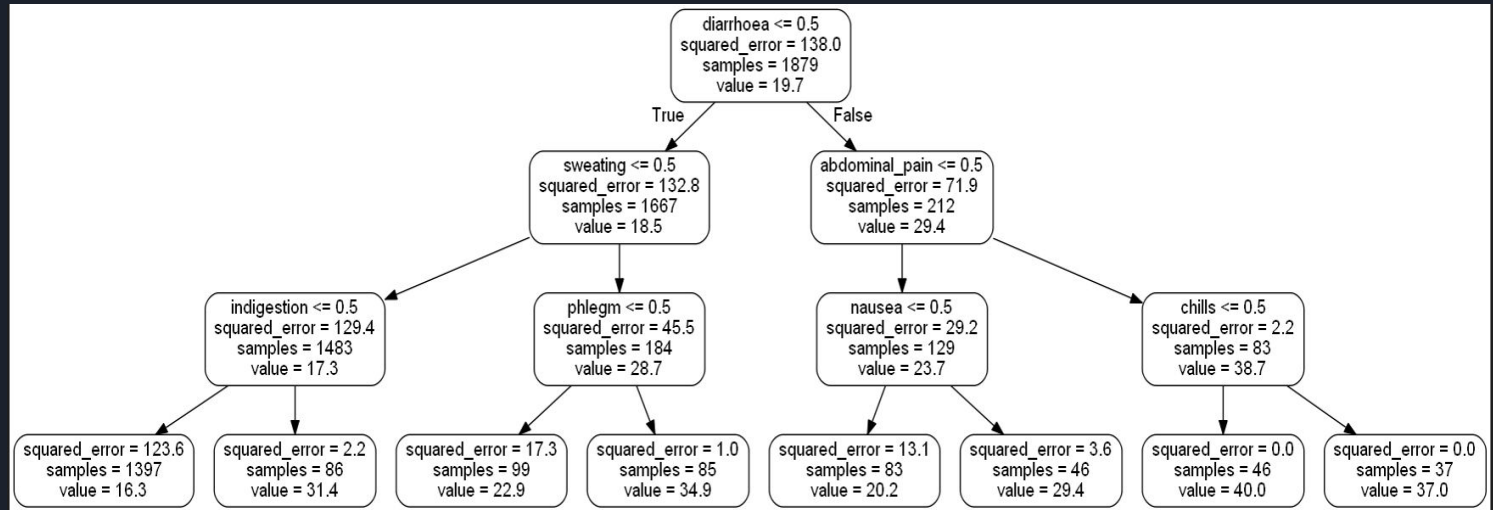 diarrhoea <= 0.5
squared_error = 138.0
samples = 1879
value = 19.7
True
False
sweating <= 0.5
squared_error = 132.8
samples = 1667
value = 18.5
abdominal_pain <= 0.5
squared_error = 71.9
samples = 212
value = 29.4
indigestion <= 0.5
squared_error = 129.4
samples = 1483
value = 17.3
phlegm <= 0.5
squared_error = 45.5
samples = 184
value = 28.7
nausea <= 0.5
squared_error = 29.2
samples = 129
value = 23.7
chills <= 0.5
squared_error = 2.2
samples = 83
value = 38.7
squared_error = 123.6
samples = 1397
value = 16.3
squared_error = 2.2
samples = 86
value = 31.4
squared_error = 17.3
samples = 99
value = 22.9
squared_error = 1.0
samples = 85
value = 34.9
squared_error = 13.1
samples = 83
value = 20.2
squared_error = 3.6
samples = 46
value = 29.4
squared_error = 0.0
samples = 46
value = 40.0
squared_error = 0.0
samples = 37
value = 37.0